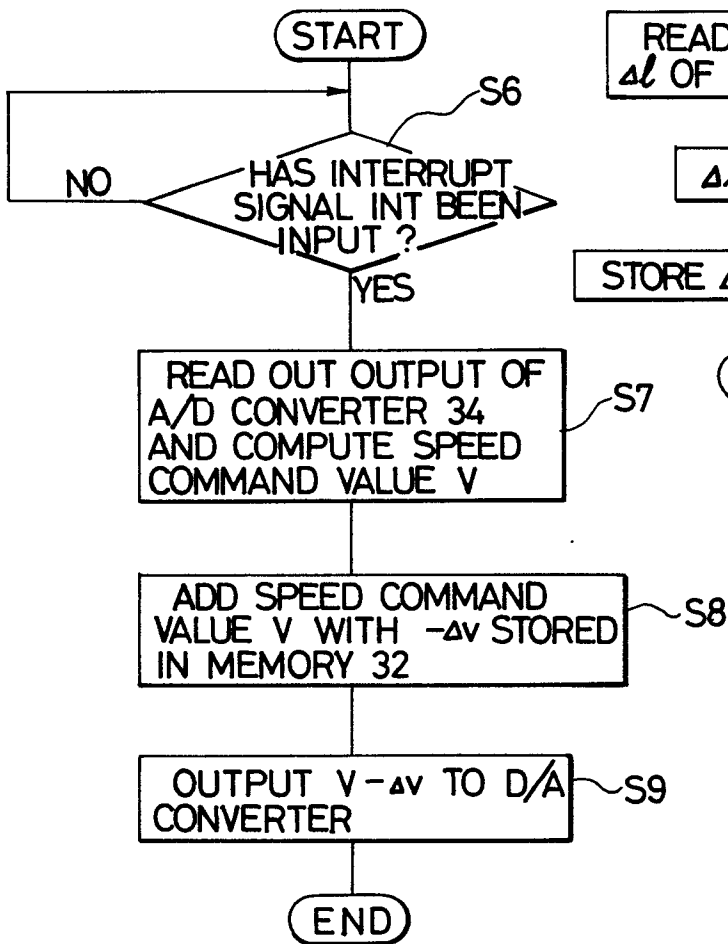 START
S6
NO
HAS INTERRUPT
SIGNAL INT BEEN
INPUT ?
YES
READ OUT OUTPUT OF
A/D CONVERTER 34
AND COMPUTE SPEED
COMMAND VALUE V
S7
ADD SPEED COMMAND
VALUE V WITH -Δv STORED
IN MEMORY 32
S8
OUTPUT V-Δv TO D/A
CONVERTER
S9
END
READ
Δl OF
STORE